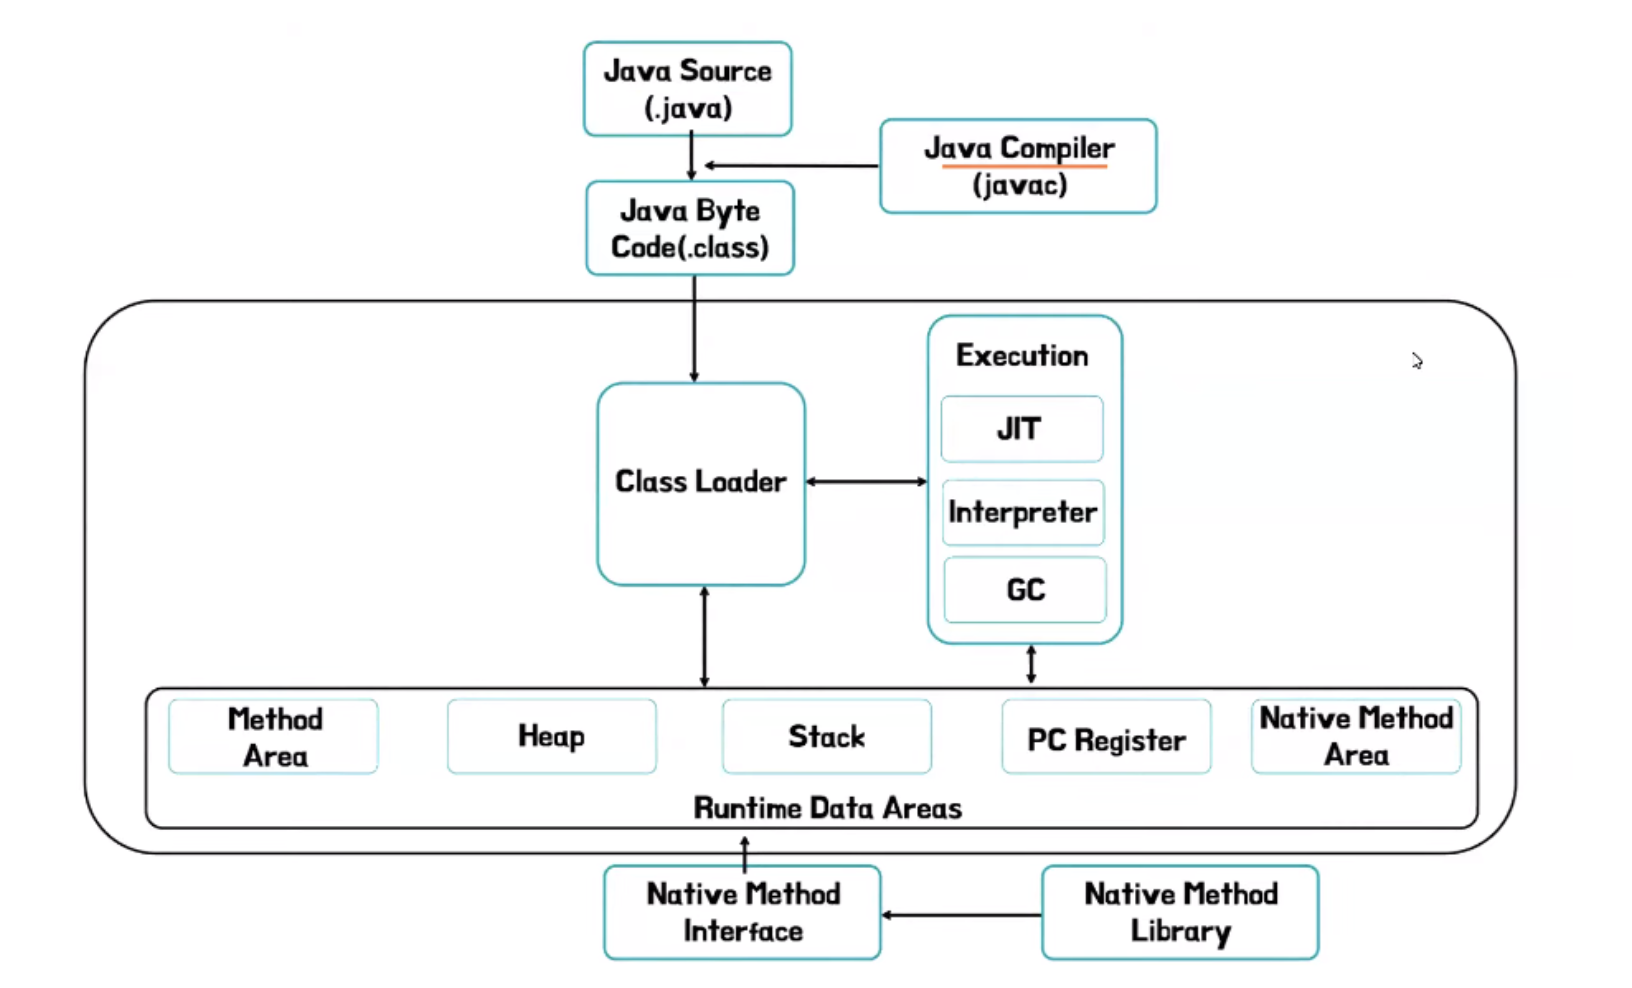 Java Source
(.java)
Java Compiler
(javac)
Java Byte
Code(.class)
Execution
JIT
Class Loader
Interpreter
GC
Method
Area
Heap
Stack
PC Register
Native Method
Area
Runtime Data Areas
Native Method
Interface
Native Method
Library